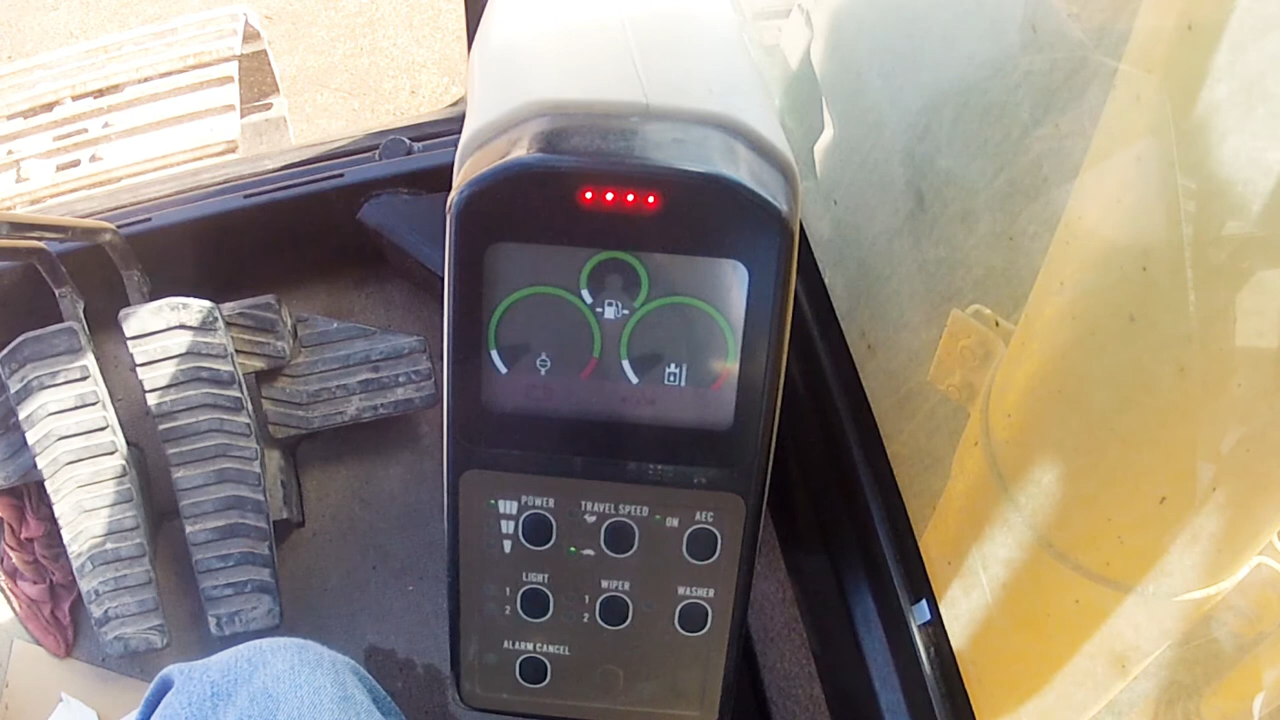 POWER TRAVEL SPEED ON AEC
LIGHT WIPER WASHER
1 1
2 2
ALARM CANCEL